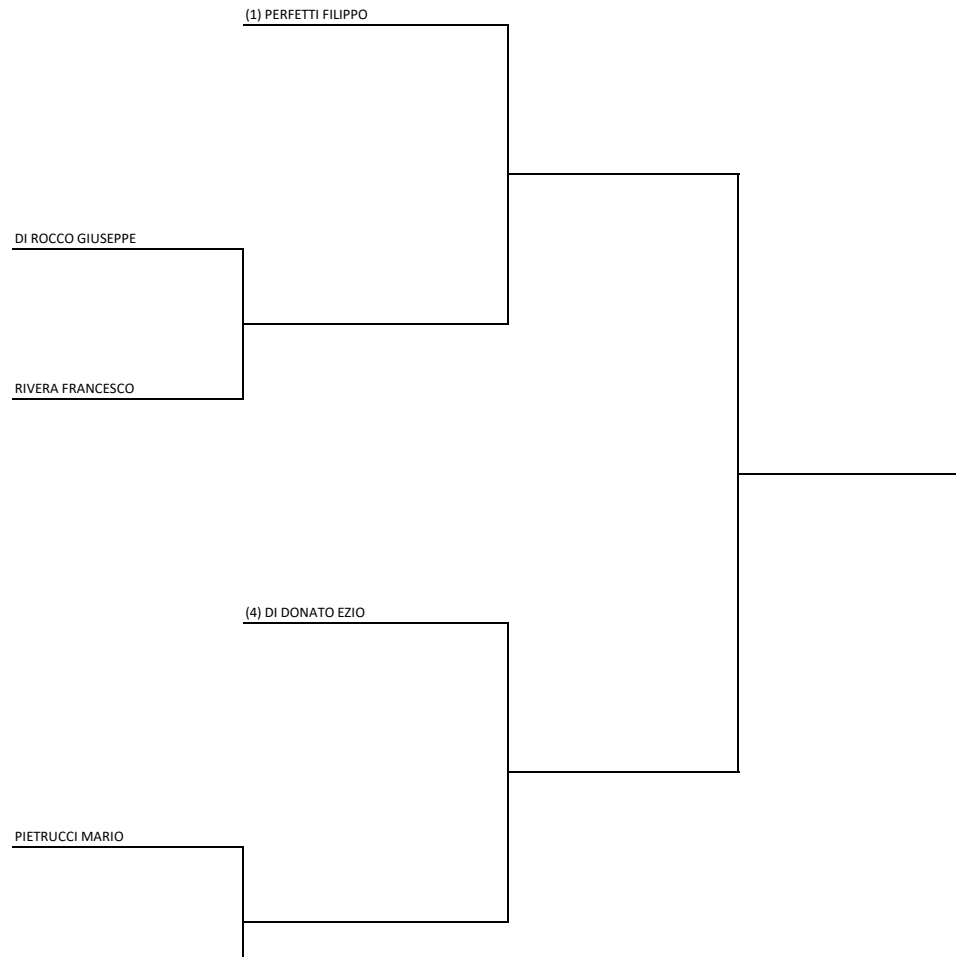 (1) PERFETTI FILIPPO
DI ROCCO GIUSEPPE
RIVERA FRANCESCO
(4) DI DONATO EZIO
PIETRUCCI MARIO